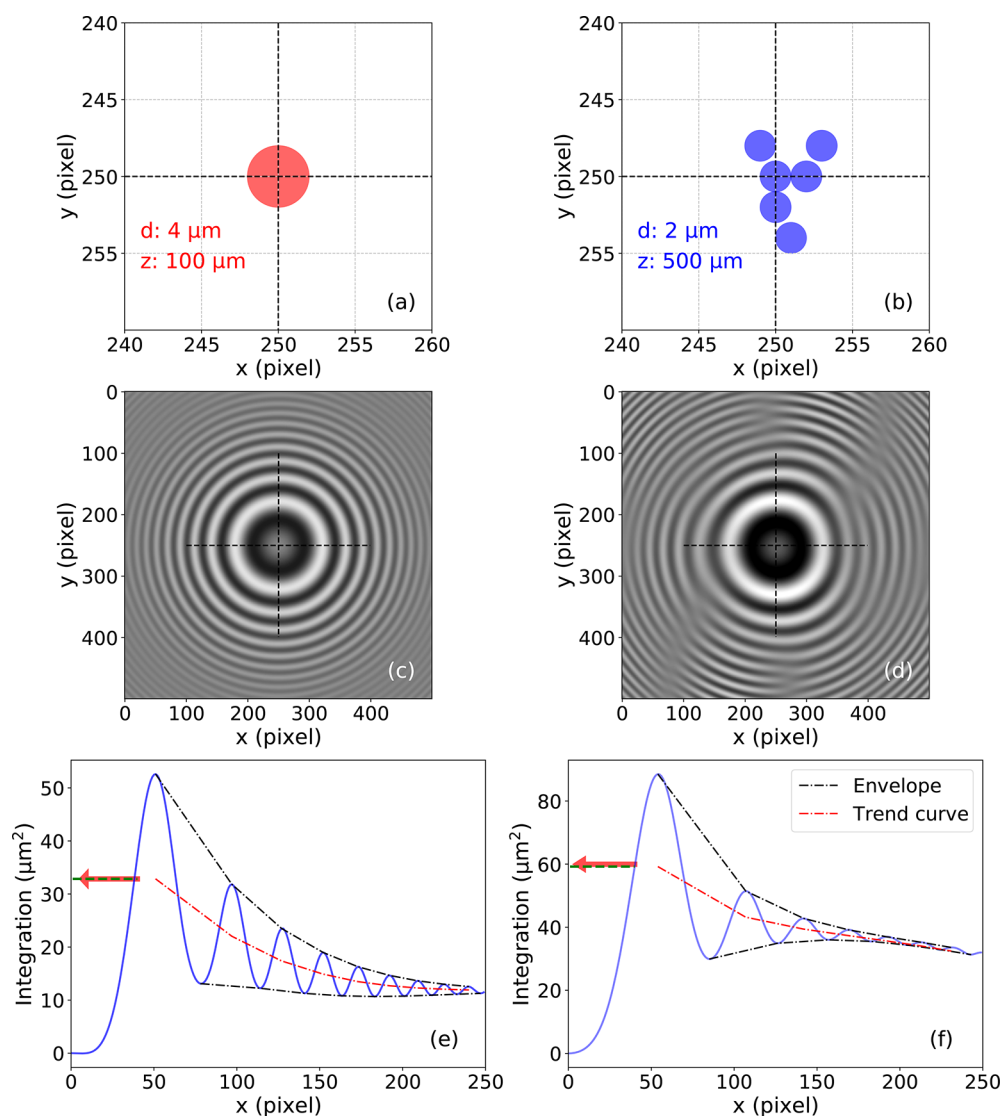 240
245
250
255
y (pixel)
d: 4 μm
z: 100 μm
(a)
240 245 250 255 260
x (pixel)
240
245
250
255
y (pixel)
d: 2 μm
z: 500 μm
(b)
240 245 250 255 260
x (pixel)
0
100
200
300
400
y (pixel)
(c)
0 100 200 300 400
x (pixel)
0
100
200
300
400
y (pixel)
(d)
0 100 200 300 400
x (pixel)
50
40
30
20
10
0
Integration (μm²)
(e)
0 50 100 150 200 250
x (pixel)
80
60
40
20
0
Integration (μm²)
Envelope
Trend curve
(f)
0 50 100 150 200 250
x (pixel)